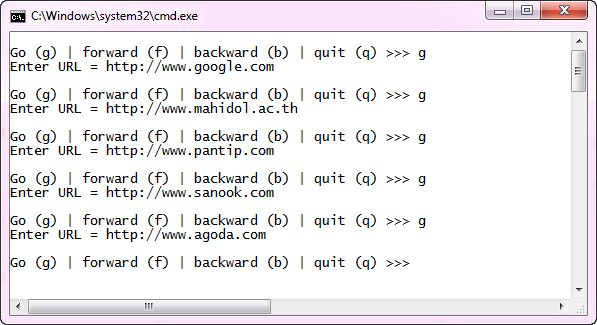 C:\Windows\system32\cmd.exe
Go (g) | forward (f) | backward (b) | quit (q) >>> g
Enter URL = http://www.google.com
Go (g) | forward (f) | backward (b) | quit (q) >>> g
Enter URL = http://www.mahidol.ac.th
Go (g) | forward (f) | backward (b) | quit (q) >>> g
Enter URL = http://www.pantip.com
Go (g) | forward (f) | backward (b) | quit (q) >>> g
Enter URL = http://www.sanook.com
Go (g) | forward (f) | backward (b) | quit (q) >>> g
Enter URL = http://www.agoda.com
Go (g) | forward (f) | backward (b) | quit (q) >>>